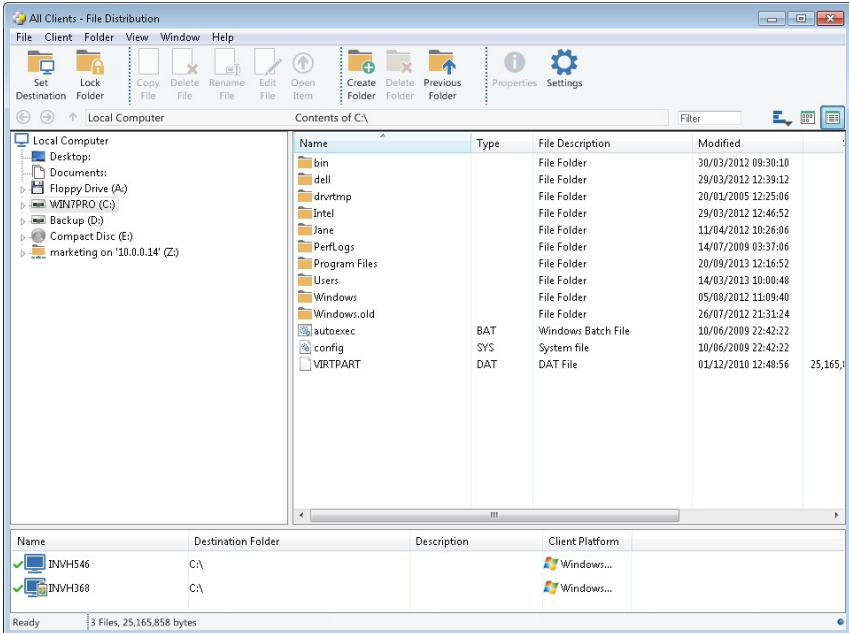 All Clients - File Distribution
File Client Folder View Window Help
Set Destination
Lock Folder
Copy File
Delete File
Rename File
Edit File
Open Item
Create Folder
Delete Folder
Previous Folder
Properties
Settings
Local Computer Contents of C:\ Filter
Local Computer
Desktop:
Documents:
Floppy Drive (A:)
WIN7PRO (C:)
Backup (D:)
Compact Disc (E:)
marketing on '10.0.0.14' (Z:)
Name Type File Description Modified
bin File Folder 30/03/2012 09:30:10
dell File Folder 29/03/2012 12:39:12
drvrtmp File Folder 20/01/2005 12:25:06
Intel File Folder 29/03/2012 12:46:52
Jane File Folder 11/04/2012 10:26:06
PerfLogs File Folder 14/07/2009 03:37:06
Program Files File Folder 20/09/2013 12:16:52
Users File Folder 14/03/2013 10:00:48
Windows File Folder 05/08/2012 11:09:40
Windows.old File Folder 26/07/2012 21:31:24
autoexec BAT Windows Batch File 10/06/2009 22:42:22
config SYS System file 10/06/2009 22:42:22
VIRTPART DAT DAT File 01/12/2010 12:48:56 25,165,
Name Destination Folder Description Client Platform
INVH546 C:\ Windows...
INVH368 C:\ Windows...
Ready 3 Files, 25,165,858 bytes